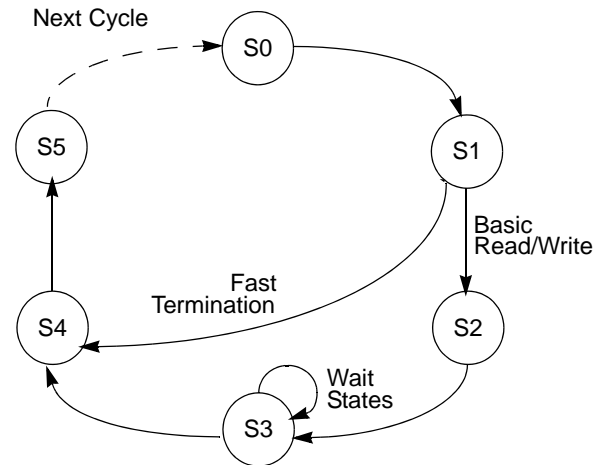 Next Cycle
S0
S5
S1
Basic
Read/Write
Fast
Termination
S4
S2
Wait
States
S3